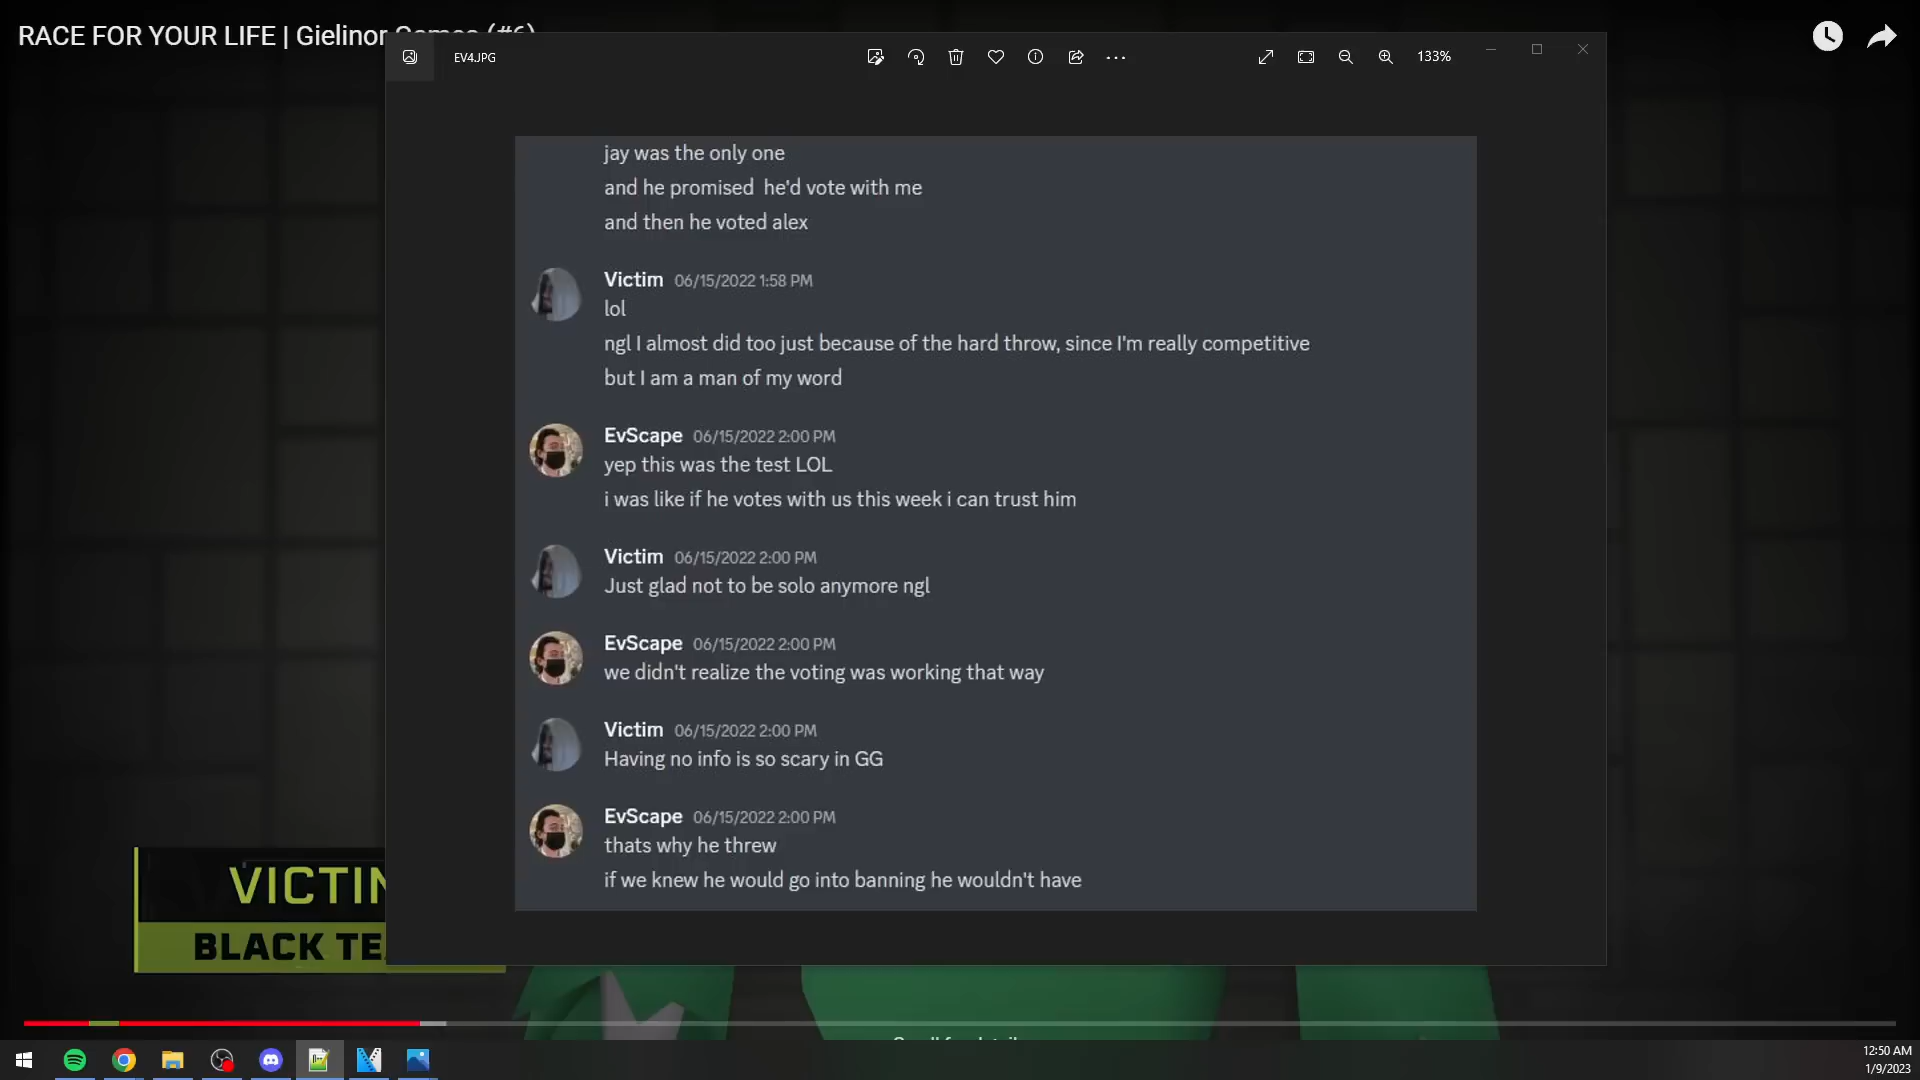 RACE FOR YOUR LIFE | Gielinor Games (#6)
EV4.JPG
133%
jay was the only one
and he promised  he'd vote with me
and then he voted alex
Victim 06/15/2022 1:58 PM
lol
ngl I almost did too just because of the hard throw, since I'm really competitive
but I am a man of my word
EvScape 06/15/2022 2:00 PM
yep this was the test LOL
i was like if he votes with us this week i can trust him
Victim 06/15/2022 2:00 PM
Just glad not to be solo anymore ngl
EvScape 06/15/2022 2:00 PM
we didn't realize the voting was working that way
Victim 06/15/2022 2:00 PM
Having no info is so scary in GG
EvScape 06/15/2022 2:00 PM
thats why he threw
if we knew he would go into banning he wouldn't have
VICTIM
BLACK TE
Scroll for details
12:50 AM
1/9/2023